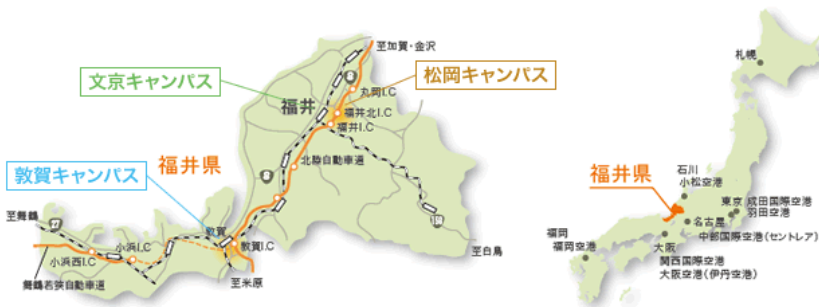 至加賀・金沢
文京キャンパス
松岡キャンパス
8
丸岡I.C
福井
福井北I.C
福井I.C
福井県
北陸自動車道
敦賀キャンパス
8
至舞鶴
27
敦賀
小浜I.C
敦賀I.C
小浜西I.C
至白鳥
舞鶴若狭自動車道
至米原
札幌
福井県
石川
小松空港
東京 成田国際空港
羽田空港
名古屋
中部国際空港(セントレア)
福岡
福岡空港
大阪
関西国際空港
大阪空港(伊丹空港)